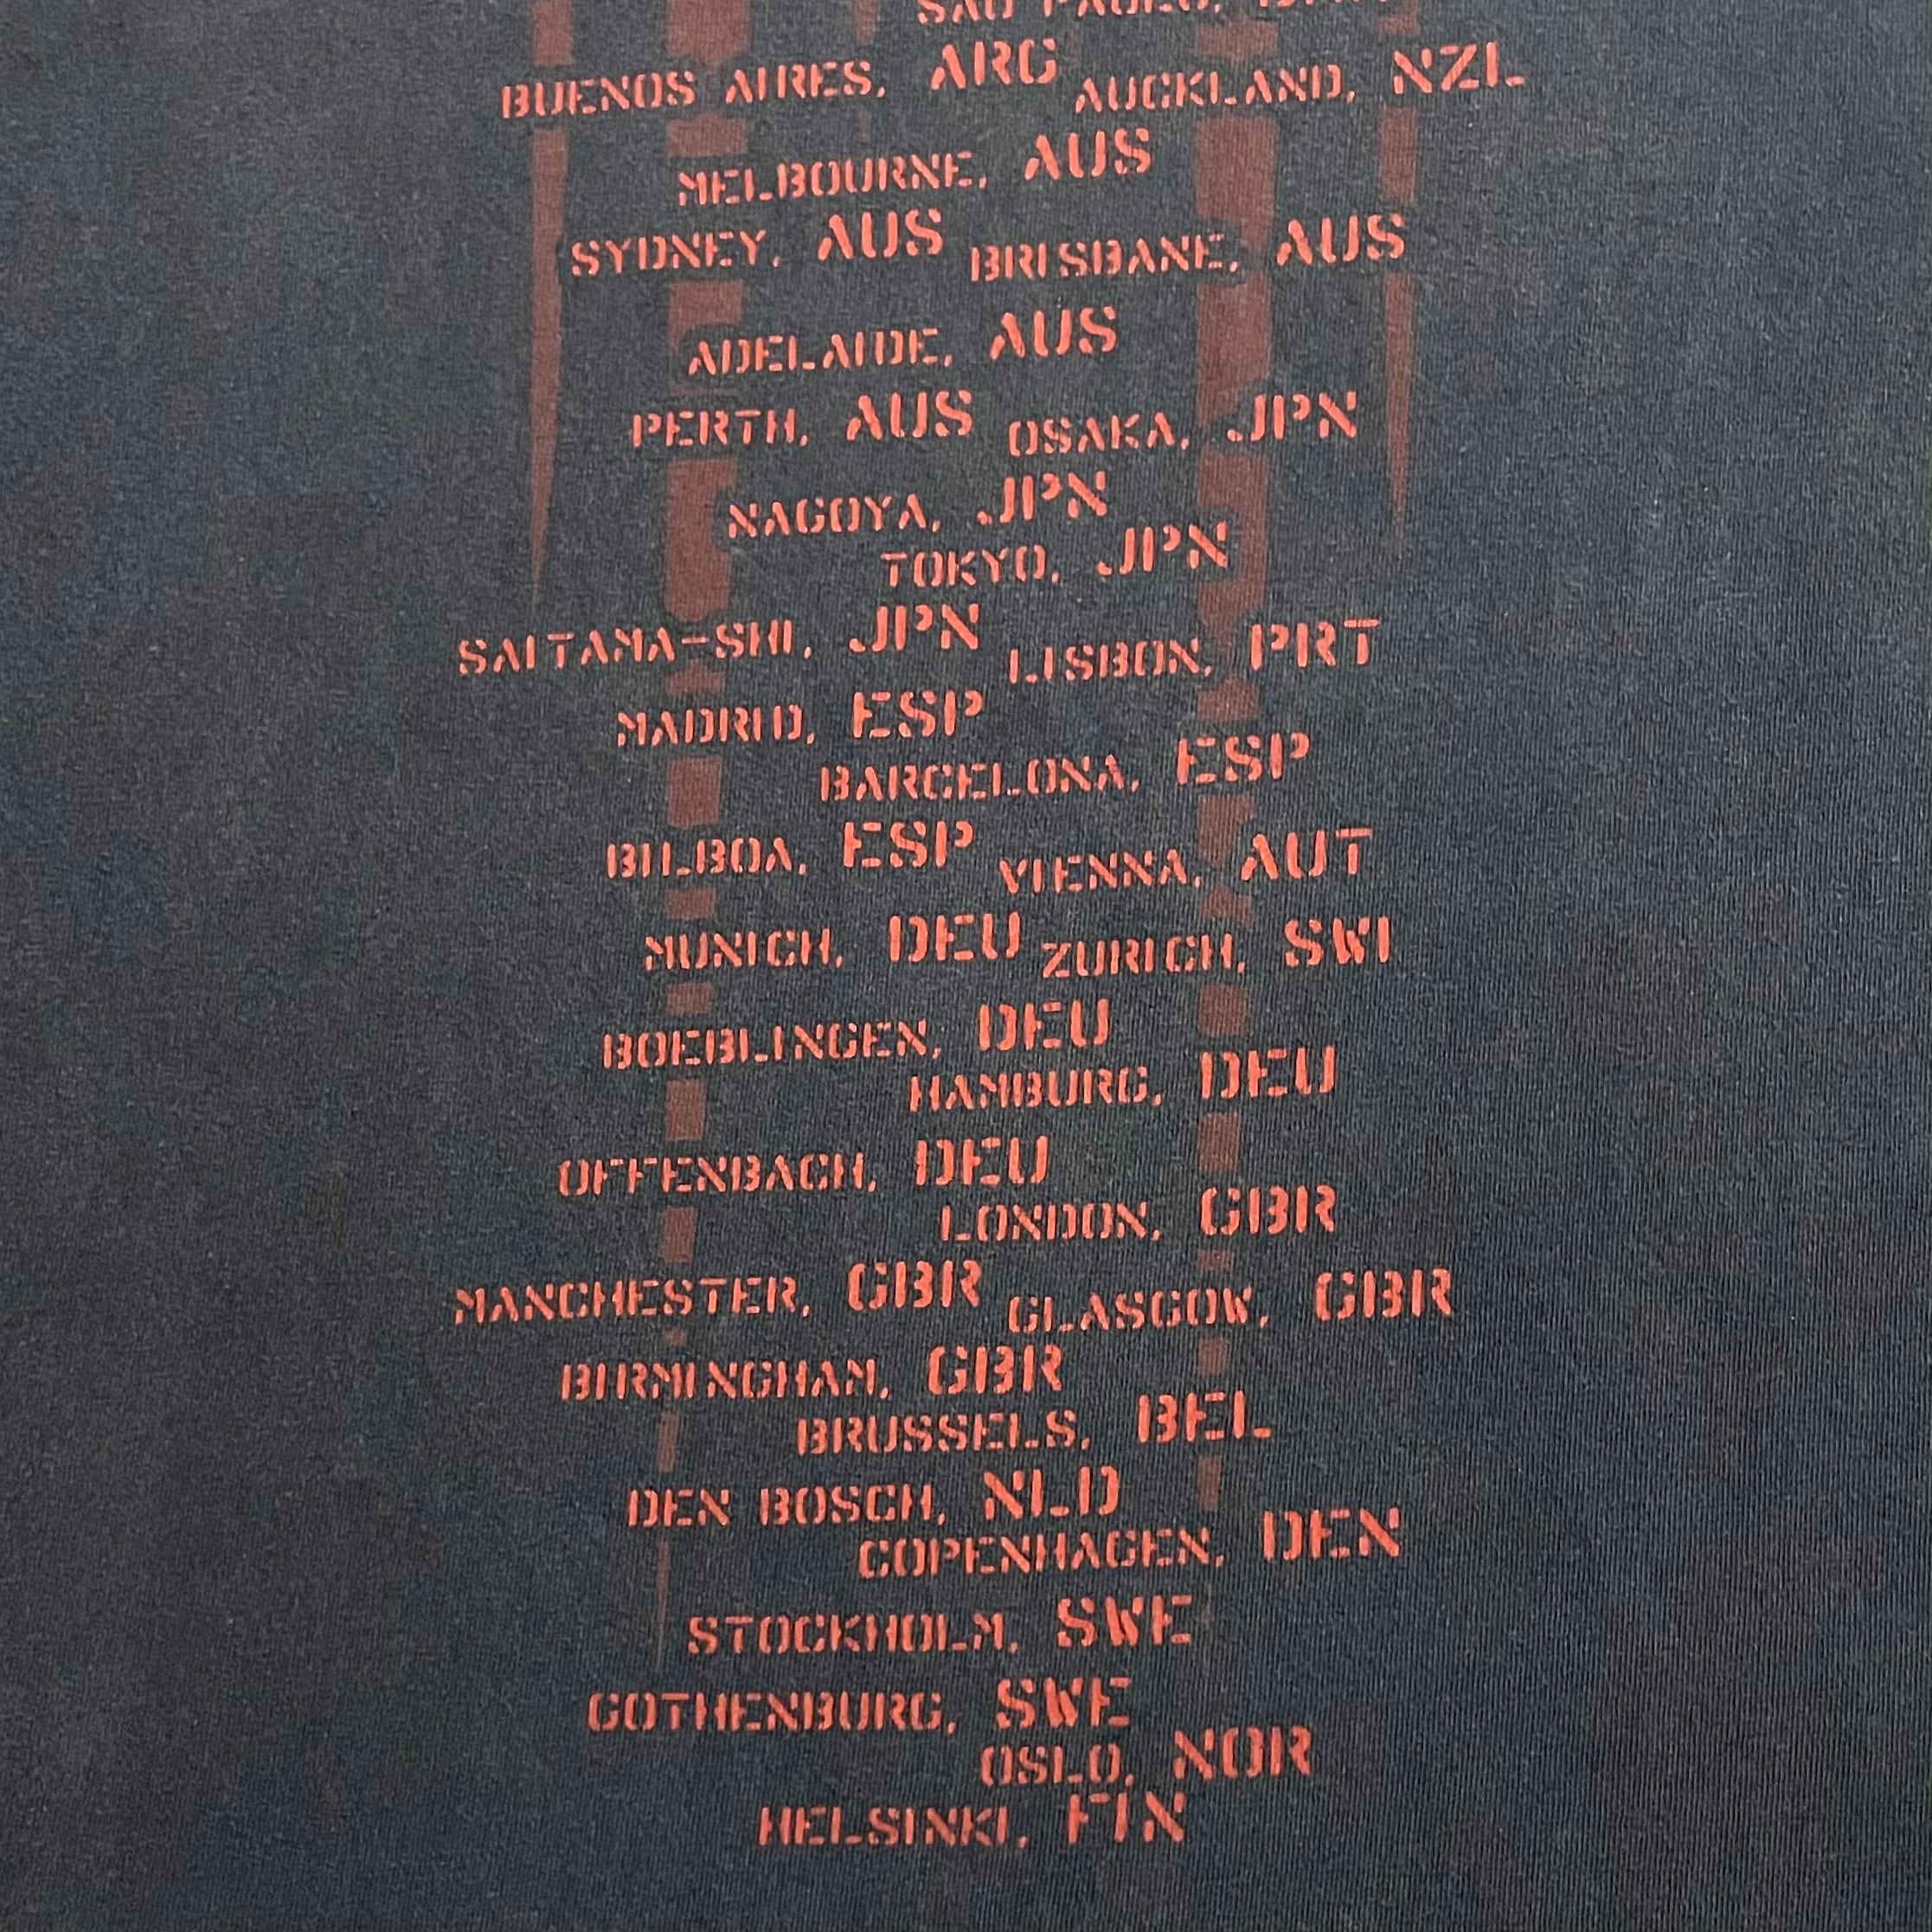 SAO PAULO,
BUENOS AIRES, ARG AUCKLAND, NZL
MELBOURNE, AUS
SYDNEY, AUS BRISBANE, AUS
ADELAIDE, AUS
PERTH, AUS OSAKA, JPN
NAGOYA, JPN
TOKYO, JPN
SAITAMA-SHI, JPN LISBON, PRT
MADRID, ESP
BARCELONA, ESP
BILBOA, ESP VIENNA, AUT
MUNICH, DEU ZURICH, SWI
BOEBLINGEN, DEU
HAMBURG, DEU
OFFENBACH, DEU
LONDON, GBR
MANCHESTER, GBR GLASGOW, GBR
BIRMINGHAM, GBR
BRUSSELS, BEL
DEN BOSCH, NLD
COPENHAGEN, DEN
STOCKHOLM, SWE
GOTHENBURG, SWE
OSLO, NOR
HELSINKI, FIN